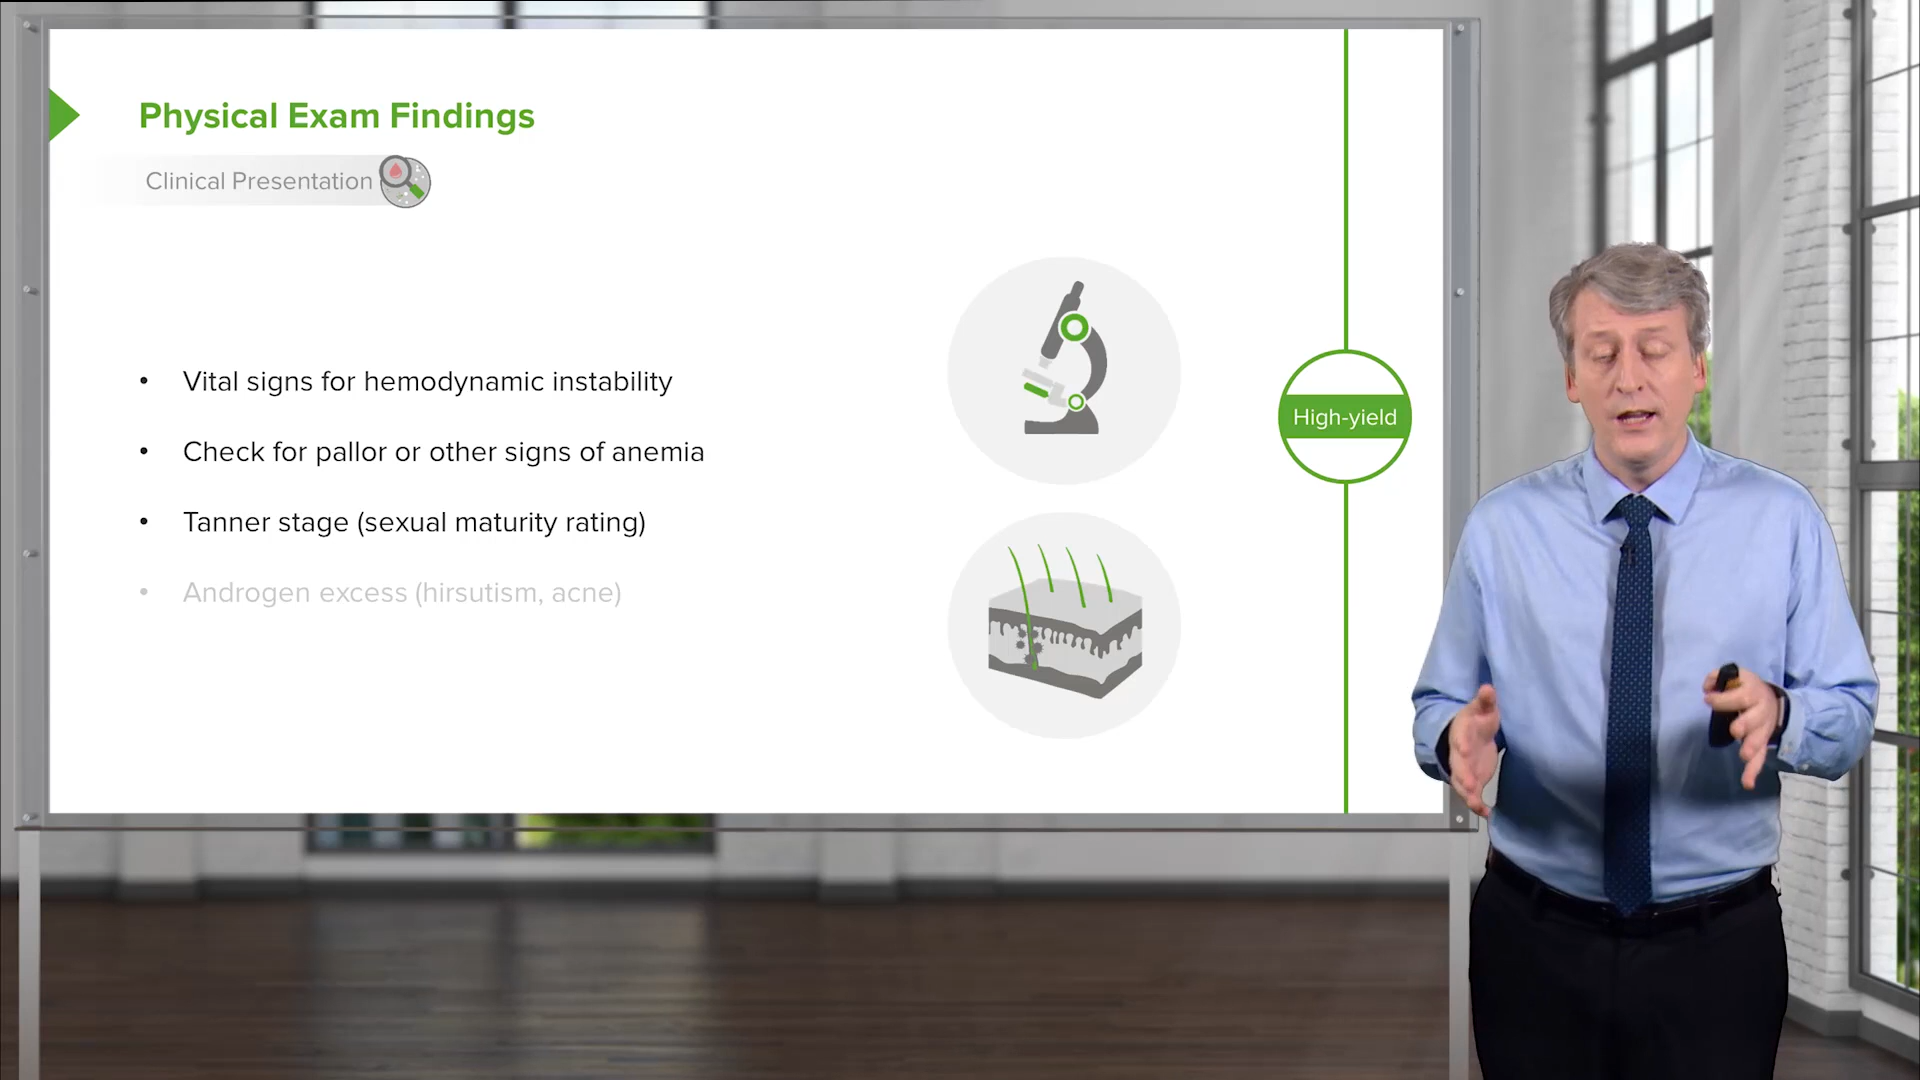 Physical Exam Findings
Clinical Presentation
• Vital signs for hemodynamic instability
• Check for pallor or other signs of anemia
• Tanner stage (sexual maturity rating)
• Androgen excess (hirsutism, acne)
High-yield